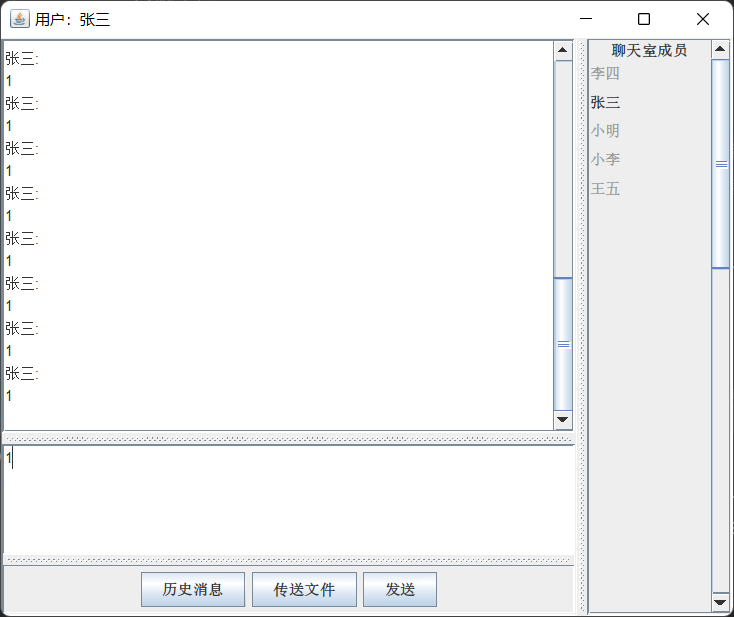 用户：张三
张三:
1
张三:
1
张三:
1
张三:
1
张三:
1
张三:
1
张三:
1
张三:
1
1
历史消息 传送文件 发送
聊天室成员
李四
张三
小明
小李
王五